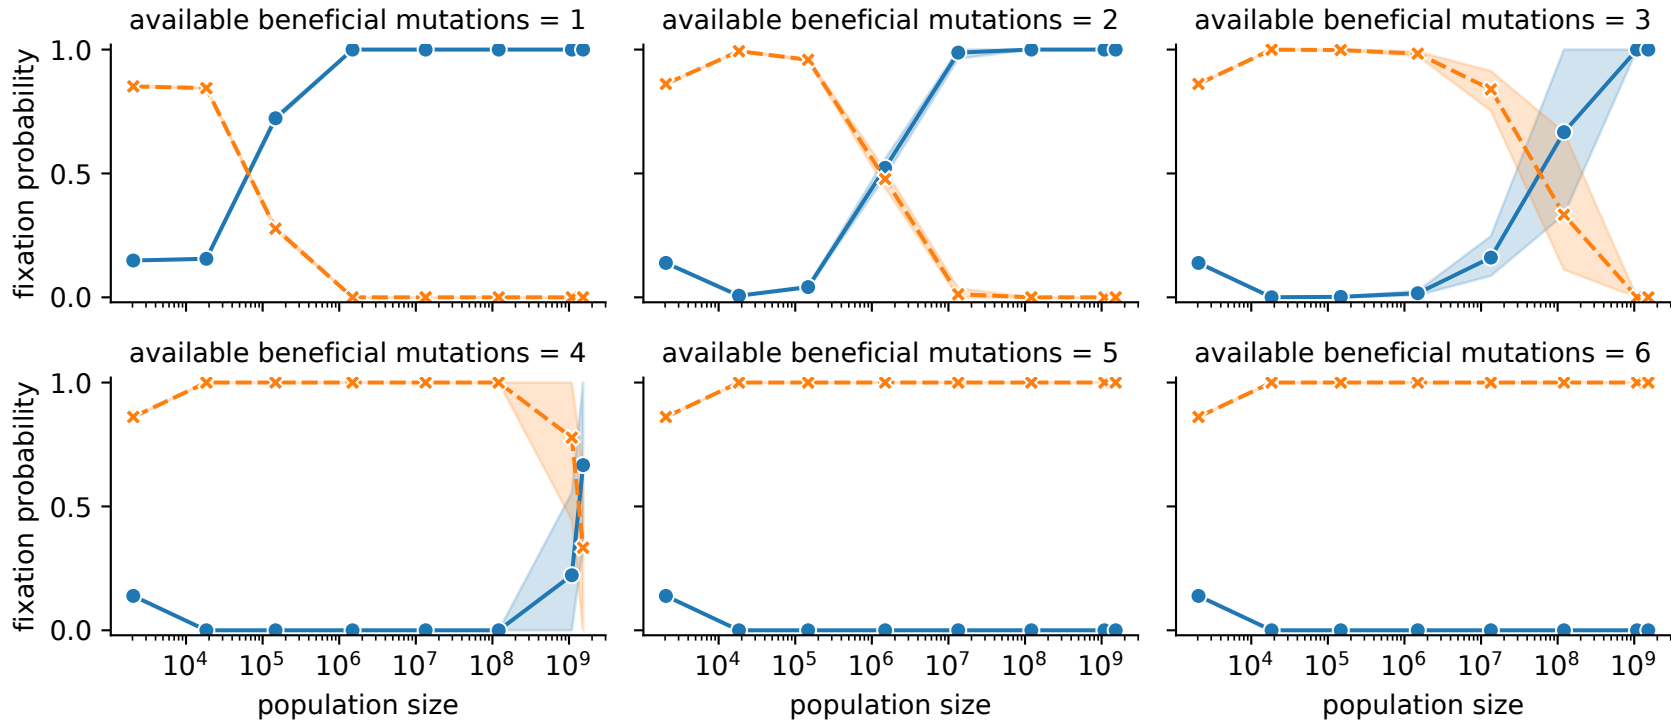 available beneficial mutations = 1
available beneficial mutations = 2
available beneficial mutations = 3
fixation probability
1.0
0.5
0.0
10⁴ 10⁵ 10⁶ 10⁷ 10⁸ 10⁹
available beneficial mutations = 4
available beneficial mutations = 5
available beneficial mutations = 6
fixation probability
1.0
0.5
0.0
10⁴ 10⁵ 10⁶ 10⁷ 10⁸ 10⁹
10⁴ 10⁵ 10⁶ 10⁷ 10⁸ 10⁹
population size
population size
population size